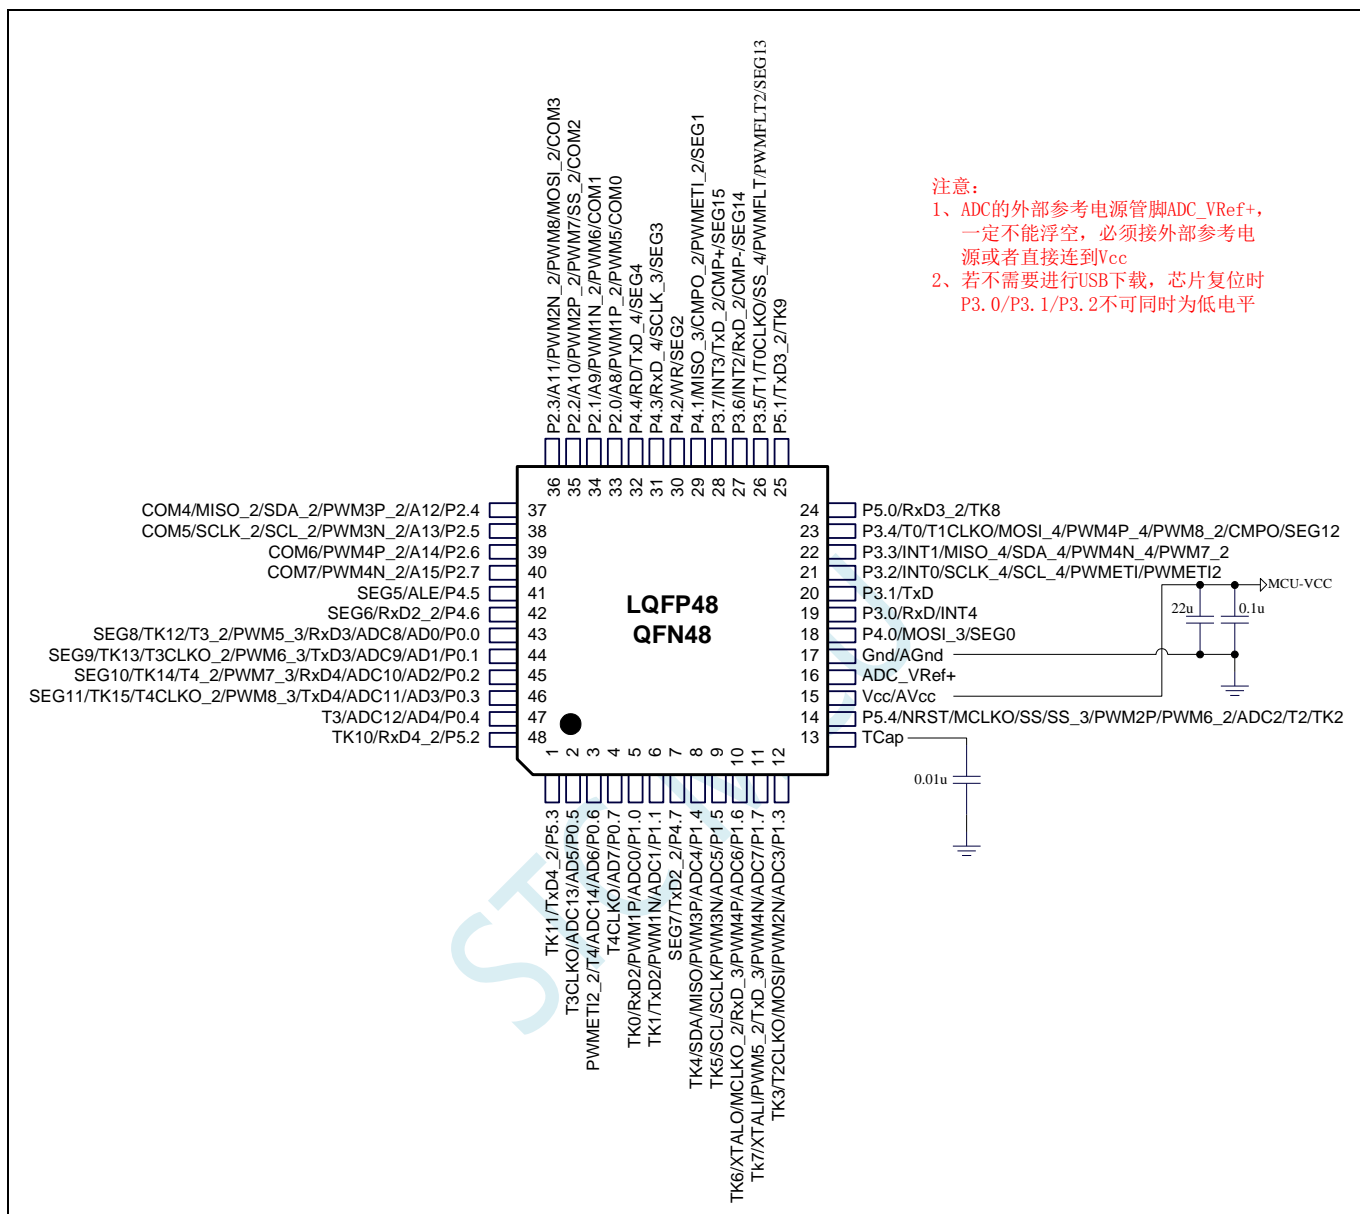 P2.3/A11/PWM2N_2/PWM8/MOSI_2/COM3
P2.2/A10/PWM2P_2/PWM7/SS_2/COM2
P2.1/A9/PWM1N_2/PWM6/COM1
P2.0/A8/PWM1P_2/PWM5/COM0
P4.4/RD/TxD_4/SEG4
P4.3/RxD_4/SCLK_3/SEG3
P4.2/WR/SEG2
P4.1/MISO_3/CMPO_2/PWMETI_2/SEG1
P3.7/INT3/TxD_2/CMP+/SEG15
P3.6/INT2/RxD_2/CMP-/SEG14
P3.5/T1/T0CLKO/SS_4/PWMFLT/PWMFLT2/SEG13
P5.1/TxD3_2/TK9
注意：
1、ADC的外部参考电源管脚ADC_VRef+，
一定不能浮空，必须接外部参考电
源或者直接连到Vcc
2、若不需要进行USB下载，芯片复位时
P3.0/P3.1/P3.2不可同时为低电平
36 35 34 33 32 31 30 29 28 27 26 25
COM4/MISO_2/SDA_2/PWM3P_2/A12/P2.4 37
COM5/SCLK_2/SCL_2/PWM3N_2/A13/P2.5 38
COM6/PWM4P_2/A14/P2.6 39
COM7/PWM4N_2/A15/P2.7 40
SEG5/ALE/P4.5 41
SEG6/RxD2_2/P4.6 42
SEG8/TK12/T3_2/PWM5_3/RxD3/ADC8/AD0/P0.0 43
SEG9/TK13/T3CLKO_2/PWM6_3/TxD3/ADC9/AD1/P0.1 44
SEG10/TK14/T4_2/PWM7_3/RxD4/ADC10/AD2/P0.2 45
SEG11/TK15/T4CLKO_2/PWM8_3/TxD4/ADC11/AD3/P0.3 46
T3/ADC12/AD4/P0.4 47
TK10/RxD4_2/P5.2 48
LQFP48
QFN48
24 P5.0/RxD3_2/TK8
23 P3.4/T0/T1CLKO/MOSI_4/PWM4P_4/PWM8_2/CMPO/SEG12
22 P3.3/INT1/MISO_4/SDA_4/PWM4N_4/PWM7_2
21 P3.2/INT0/SCLK_4/SCL_4/PWMETI/PWMETI2
20 P3.1/TxD
19 P3.0/RxD/INT4
18 P4.0/MOSI_3/SEG0
17 Gnd/AGnd
16 ADC_VRef+
15 Vcc/AVcc
14 P5.4/NRST/MCLKO/SS/SS_3/PWM2P/PWM6_2/ADC2/T2/TK2
13 TCap
MCU-VCC
22u
0.1u
0.01u
1 2 3 4 5 6 7 8 9 10 11 12
TK11/TxD4_2/P5.3
T3CLKO/ADC13/AD5/P0.5
PWMETI2_2/T4/ADC14/AD6/P0.6
T4CLKO/AD7/P0.7
TK0/RxD2/PWM1P/ADC0/P1.0
TK1/TxD2/PWM1N/ADC1/P1.1
SEG7/TxD2_2/P4.7
TK4/SDA/MISO/PWM3P/ADC4/P1.4
TK5/SCL/SCLK/PWM3N/ADC5/P1.5
TK6/XTALO/MCLKO_2/RxD_3/PWM4P/ADC6/P1.6
Tk7/XTALI/PWM5_2/TxD_3/PWM4N/ADC7/P1.7
TK3/T2CLKO/MOSI/PWM2N/ADC3/P1.3